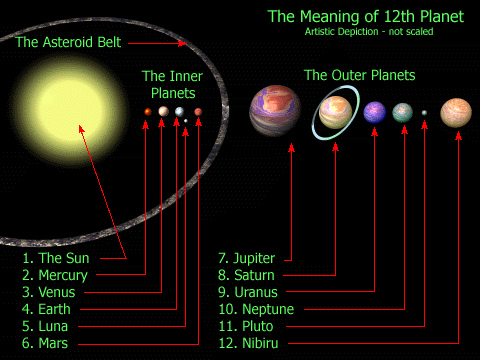 The Meaning of 12th Planet
Artistic Depiction - not scaled
The Asteroid Belt
The Inner
Planets
The Outer Planets
1. The Sun
2. Mercury
3. Venus
4. Earth
5. Luna
6. Mars
7. Jupiter
8. Saturn
9. Uranus
10. Neptune
11. Pluto
12. Nibiru